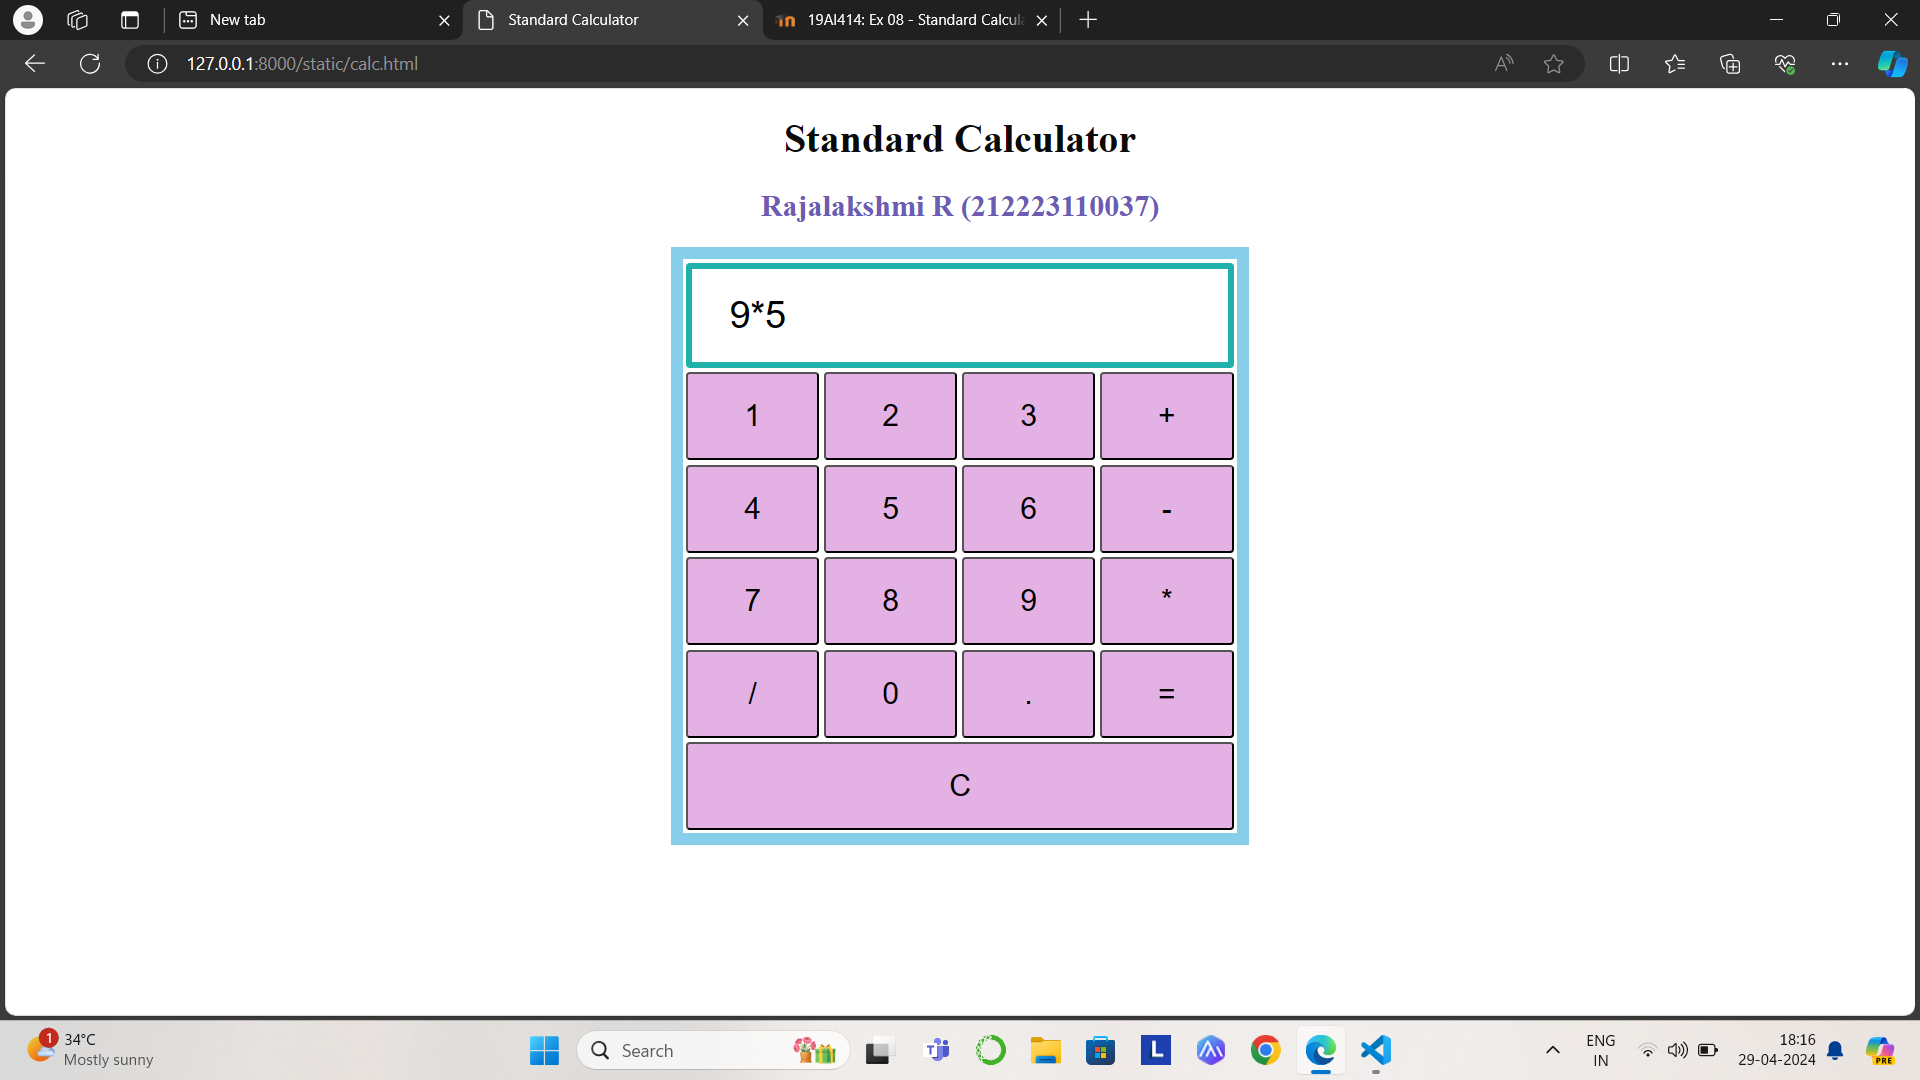 New tab
Standard Calculator
19AI414: Ex 08 - Standard Calcul
127.0.0.1:8000/static/calc.html
Standard Calculator
Rajalakshmi R (212223110037)
9*5
1 2 3 +
4 5 6 -
7 8 9 *
/ 0 . =
C
1
34°C
Mostly sunny
Search
L
ENG
IN
18:16
29-04-2024
PRE